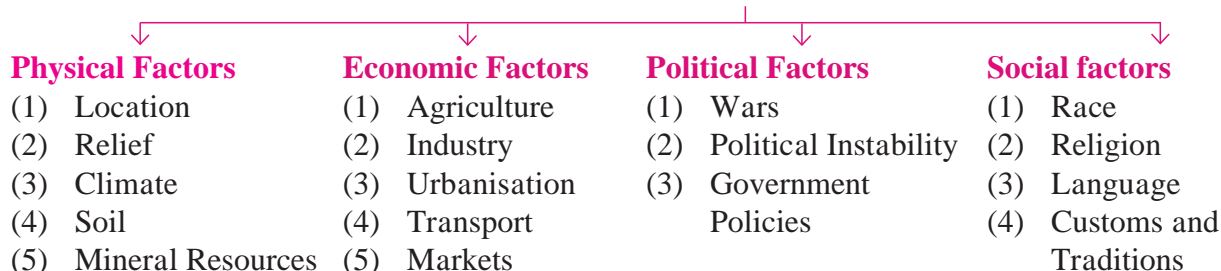 Physical Factors
(1) Location
(2) Relief
(3) Climate
(4) Soil
(5) Mineral Resources
Economic Factors
(1) Agriculture
(2) Industry
(3) Urbanisation
(4) Transport
(5) Markets
Political Factors
(1) Wars
(2) Political Instability
(3) Government
Policies
Social factors
(1) Race
(2) Religion
(3) Language
(4) Customs and
Traditions